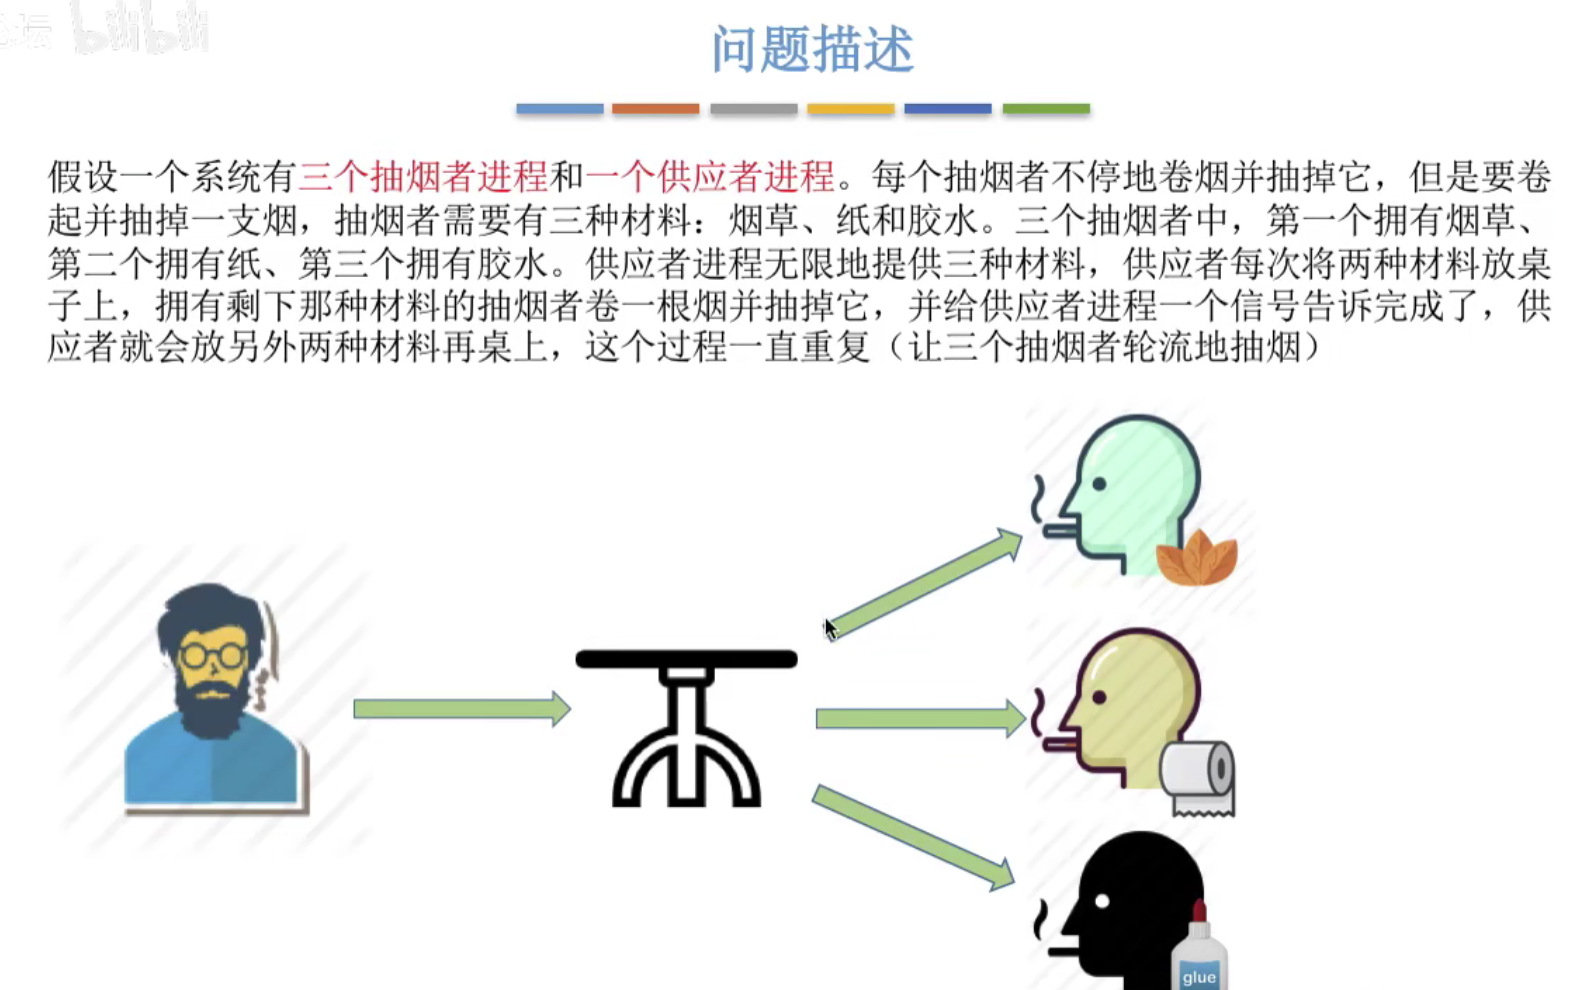 坛 bilibili
问题描述
假设一个系统有三个抽烟者进程和一个供应者进程。每个抽烟者不停地卷烟并抽掉它，但是要卷
起并抽掉一支烟，抽烟者需要有三种材料：烟草、纸和胶水。三个抽烟者中，第一个拥有烟草、
第二个拥有纸、第三个拥有胶水。供应者进程无限地提供三种材料，供应者每次将两种材料放桌
子上，拥有剩下那种材料的抽烟者卷一根烟并抽掉它，并给供应者进程一个信号告诉完成了，供
应者就会放另外两种材料再桌上，这个过程一直重复（让三个抽烟者轮流地抽烟）
glue